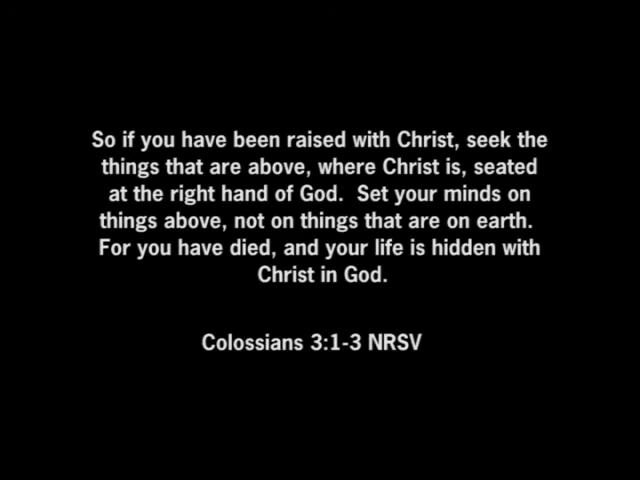 So if you have been raised with Christ, seek the
things that are above, where Christ is, seated
at the right hand of God.  Set your minds on
things above, not on things that are on earth.
For you have died, and your life is hidden with
Christ in God.
Colossians 3:1-3 NRSV